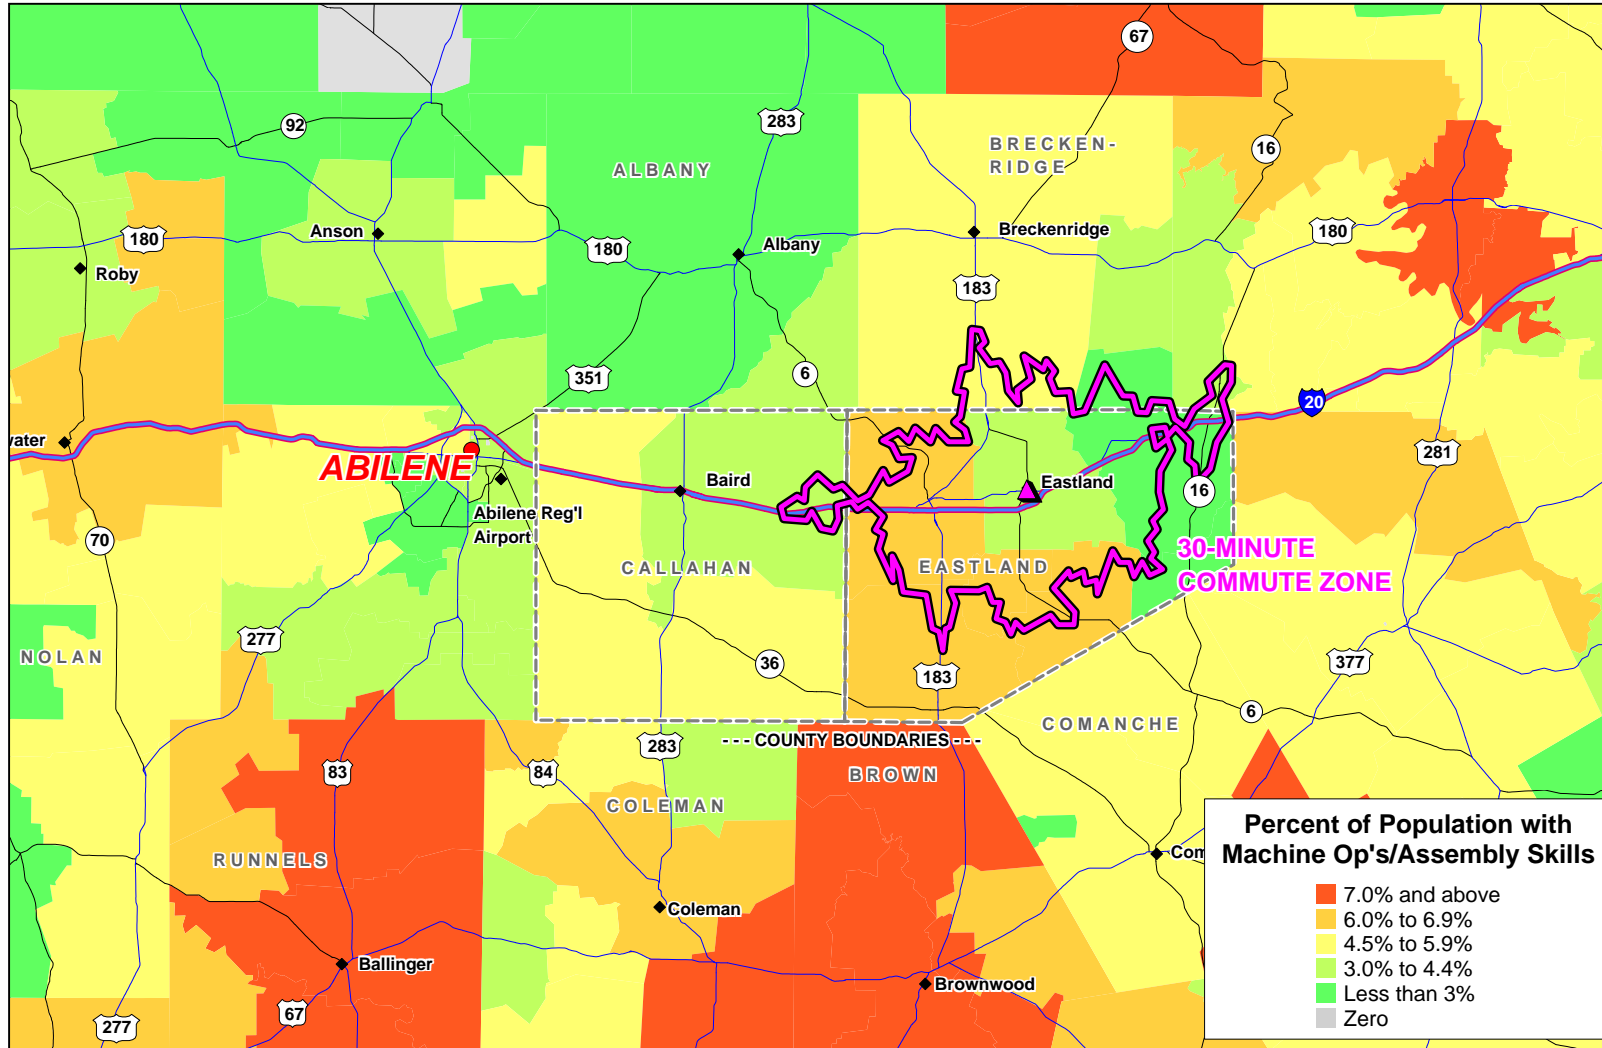 67
92
283
BRECKEN-
RIDGE
16
ALBANY
180
Anson
180
Albany
Breckenridge
180
Roby
183
351
6
20
water
ABILENE
281
Baird
Eastland
16
Abilene Reg'l
Airport
70
30-MINUTE
COMMUTE ZONE
CALLAHAN
EASTLAND
277
NOLAN
36
183
377
6
COMANCHE
283
- - - COUNTY BOUNDARIES - - -
83
84
BROWN
COLEMAN
RUNNELS
Com
Coleman
Ballinger
Brownwood
67
277
Percent of Population with
Machine Op's/Assembly Skills
7.0% and above
6.0% to 6.9%
4.5% to 5.9%
3.0% to 4.4%
Less than 3%
Zero